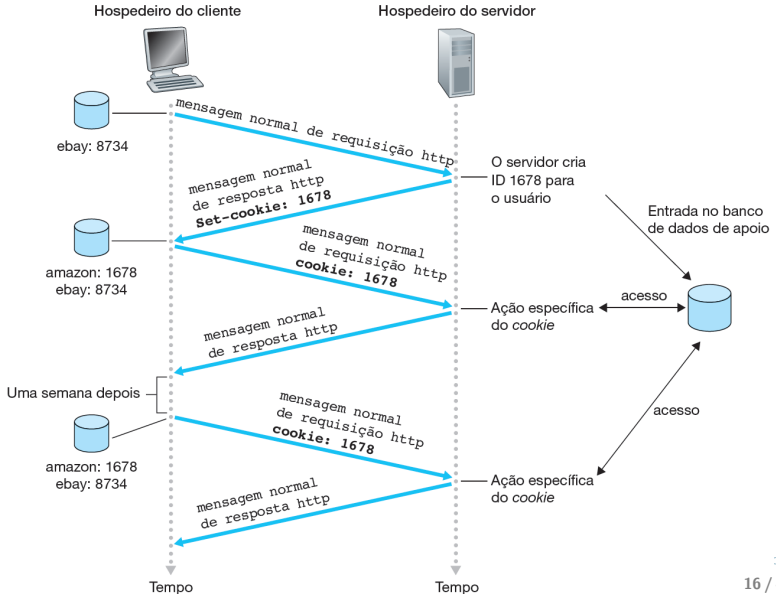 Hospedeiro do cliente
Hospedeiro do servidor
ebay: 8734
mensagem normal de requisição http
O servidor cria
ID 1678 para
o usuário
mensagem normal
de resposta http
Set-cookie: 1678
Entrada no banco
de dados de apoio
amazon: 1678
ebay: 8734
mensagem normal
de requisição http
cookie: 1678
Ação específica
do cookie
acesso
mensagem normal
de resposta http
Uma semana depois
amazon: 1678
ebay: 8734
mensagem normal
de requisição http
cookie: 1678
acesso
Ação específica
do cookie
mensagem normal
de resposta http
Tempo
Tempo
16 /